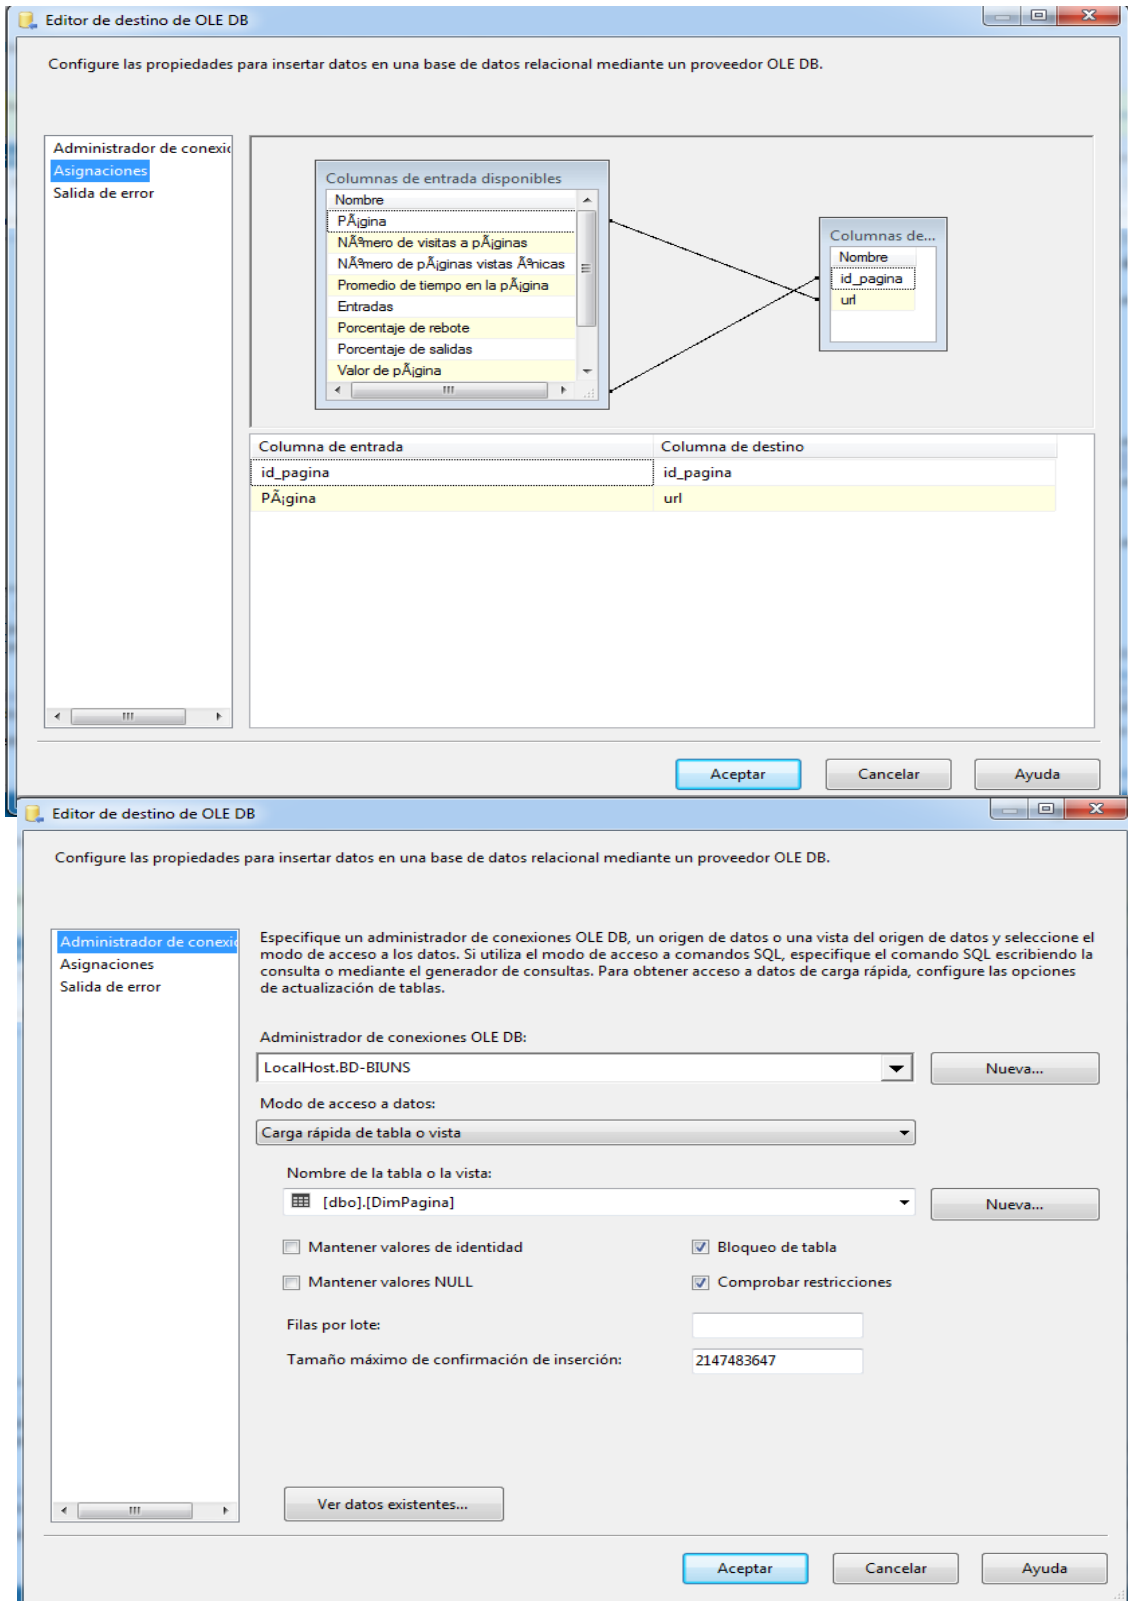 Editor de destino de OLE DB
Configure las propiedades para insertar datos en una base de datos relacional mediante un proveedor OLE DB.
Administrador de conexi
Asignaciones
Salida de error
Columnas de entrada disponibles
Nombre
PÃ¡gina
NÃºmero de visitas a pÃ¡ginas
NÃºmero de pÃ¡ginas vistas Ãºnicas
Promedio de tiempo en la pÃ¡gina
Entradas
Porcentaje de rebote
Porcentaje de salidas
Valor de pÃ¡gina
Columnas de...
Nombre
id_pagina
url
Columna de entrada Columna de destino
id_pagina id_pagina
PÃ¡gina url
Aceptar Cancelar Ayuda
Editor de destino de OLE DB
Configure las propiedades para insertar datos en una base de datos relacional mediante un proveedor OLE DB.
Administrador de conexi
Asignaciones
Salida de error
Especifique un administrador de conexiones OLE DB, un origen de datos o una vista del origen de datos y seleccione el
modo de acceso a los datos. Si utiliza el modo de acceso a comandos SQL, especifique el comando SQL escribiendo la
consulta o mediante el generador de consultas. Para obtener acceso a datos de carga rápida, configure las opciones
de actualización de tablas.
Administrador de conexiones OLE DB:
LocalHost.BD-BIUNS Nueva...
Modo de acceso a datos:
Carga rápida de tabla o vista
Nombre de la tabla o la vista:
[dbo].[DimPagina] Nueva...
Mantener valores de identidad Bloqueo de tabla
Mantener valores NULL Comprobar restricciones
Filas por lote:
Tamaño máximo de confirmación de inserción: 2147483647
Ver datos existentes...
Aceptar Cancelar Ayuda